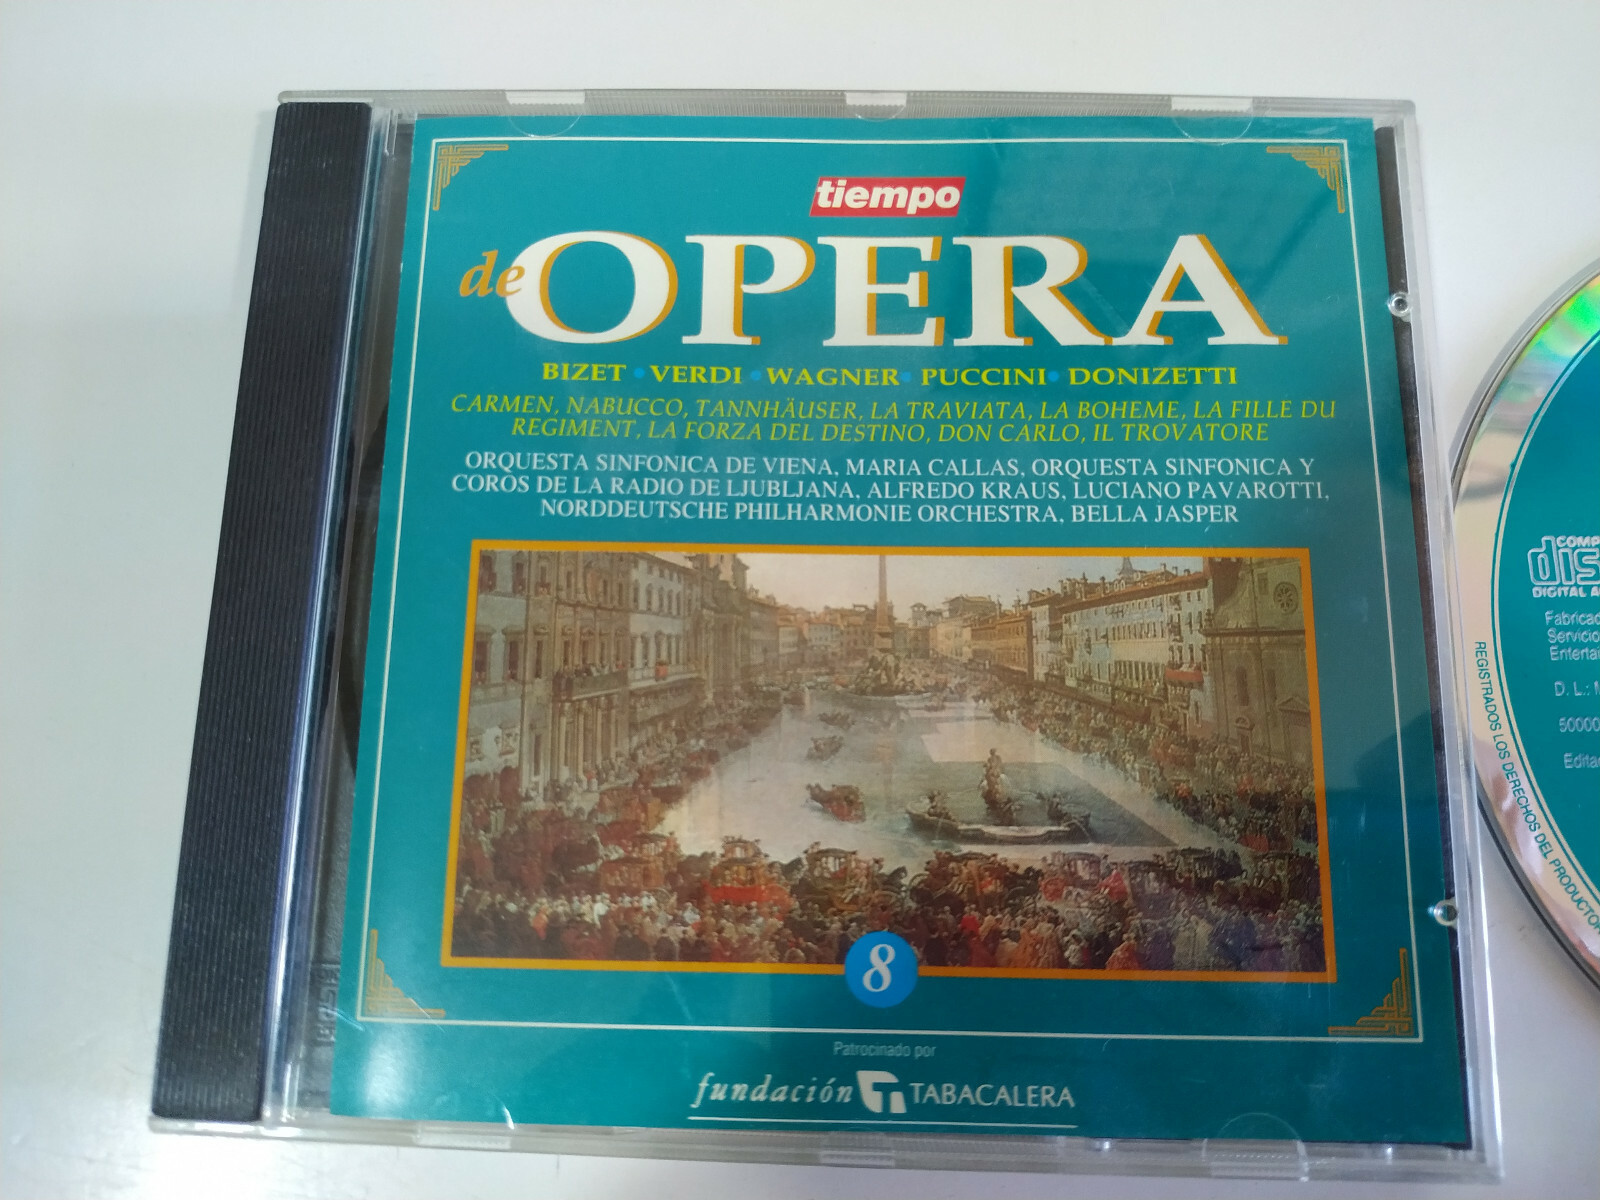 tiempo
de OPERA
BIZET • VERDI • WAGNER • PUCCINI • DONIZETTI
CARMEN, NABUCCO, TANNHÄUSER, LA TRAVIATA, LA BOHEME, LA FILLE DU
REGIMENT, LA FORZA DEL DESTINO, DON CARLO, IL TROVATORE
ORQUESTA SINFONICA DE VIENA, MARIA CALLAS, ORQUESTA SINFONICA Y
COROS DE LA RADIO DE LJUBLJANA, ALFREDO KRAUS, LUCIANO PAVAROTTI,
NORDDEUTSCHE PHILHARMONIE ORCHESTRA, BELLA JASPER
8
Patrocinado por
fundación TABACALERA
DIGITAL
D. L.:
REGISTRADOS LOS DERECHOS DEL